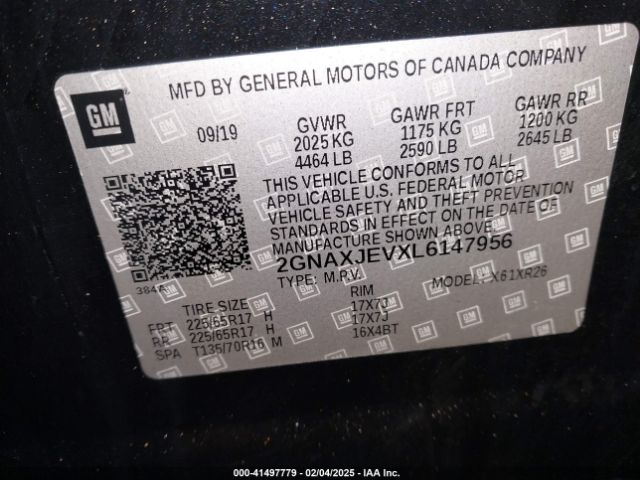 MFD BY GENERAL MOTORS OF CANADA COMPANY
GM
09/19
GVWR
2025 KG
4464 LB
GAWR FRT
1175 KG
2590 LB
GAWR RR
1200 KG
2645 LB
THIS VEHICLE CONFORMS TO ALL
APPLICABLE U.S. FEDERAL MOTOR
VEHICLE SAFETY AND THEFT PREVENTION
STANDARDS IN EFFECT ON THE DATE OF
MANUFACTURE SHOWN ABOVE.
2GNAXJEVXL6147956
TYPE: M.P.V. MODEL: X61XR26
384A
TIRE SIZE RIM
FRT 225/65R17 H 17X7J
RR 225/65R17 H 17X7J
SPA T135/70R16 M 16X4BT
000-41497779 - 02/04/2025 - IAA Inc.